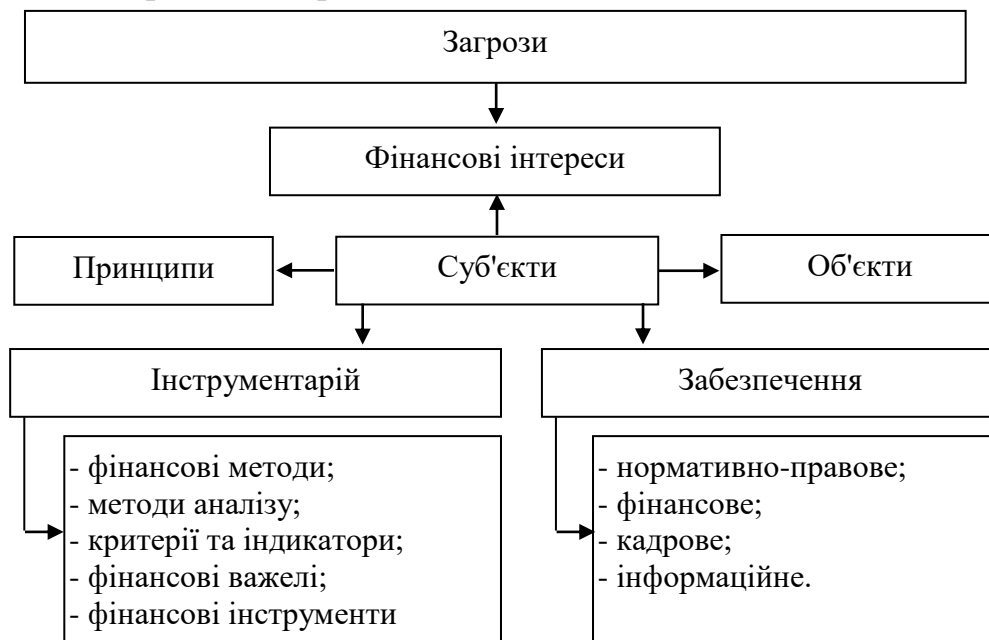 Загрози
Фінансові інтереси
Принципи
Суб'єкти
Об'єкти
Інструментарій
Забезпечення
- фінансові методи;
- методи аналізу;
- критерії та індикатори;
- фінансові важелі;
- фінансові інструменти
- нормативно-правове;
- фінансове;
- кадрове;
- інформаційне.